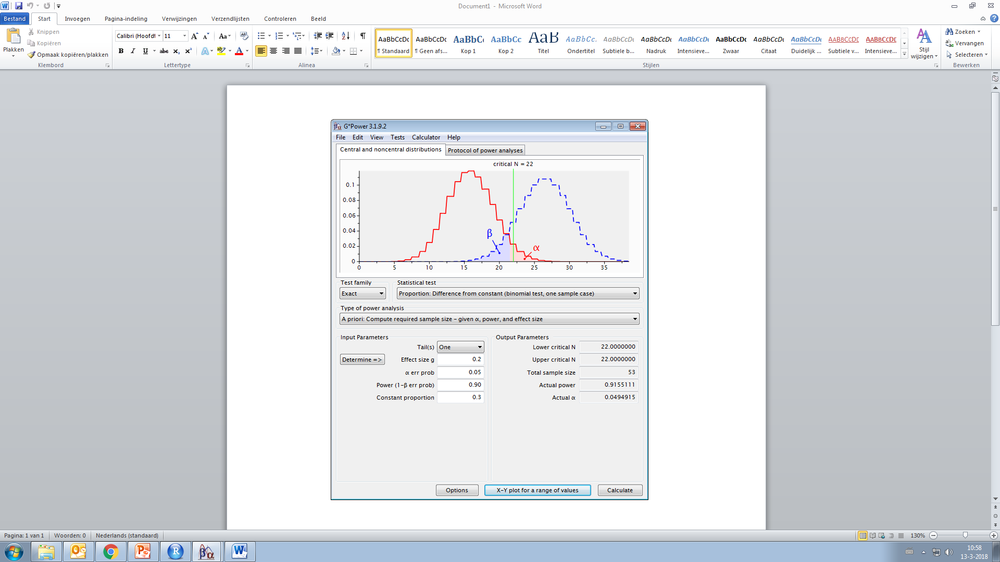 Document1 - Microsoft Word
Bestand Start Invoegen Pagina-indeling Verwijzingen Verzendlijsten Controleren Beeld
Plakken
Knippen
Kopiëren
Opmaak kopiëren/plakken
Klembord
Calibri (Hoofdt 11
Lettertype
Alinea
AaBbCcDc AaBbCcDc AaBbC AaBbCc AaB AaBbCc. AaBbCcDc AaBbCcDc AaBbCcDc AaBbCcDc AaBbCcDc AaBbCcDc AABBCCDE AABBCCDE
¶ Standaard ¶ Geen afs... Kop 1 Kop 2 Titel Ondertitel Subtiele b... Nadruk Intensieve... Zwaar Citaat Duidelijk ... Subtiele v... Intensieve...
Stijlen
Stijl
wijzigen
Zoeken
Vervangen
Selecteren
Bewerken
G*Power 3.1.9.2
File Edit View Tests Calculator Help
Central and noncentral distributions Protocol of power analyses
critical N = 22
0.1
0.08
0.06
0.04
0.02
0
β
α
0 5 10 15 20 25 30 35
Test family
Exact
Statistical test
Proportion: Difference from constant (binomial test, one sample case)
Type of power analysis
A priori: Compute required sample size – given α, power, and effect size
Input Parameters
Tail(s) One
Determine => Effect size g 0.2
α err prob 0.05
Power (1-β err prob) 0.90
Constant proportion 0.3
Output Parameters
Lower critical N 22.0000000
Upper critical N 22.0000000
Total sample size 53
Actual power 0.9155111
Actual α 0.0494915
Options X-Y plot for a range of values Calculate
Pagina: 1 van 1 Woorden: 0 Nederlands (standaard) 130%
10:58
13-3-2018